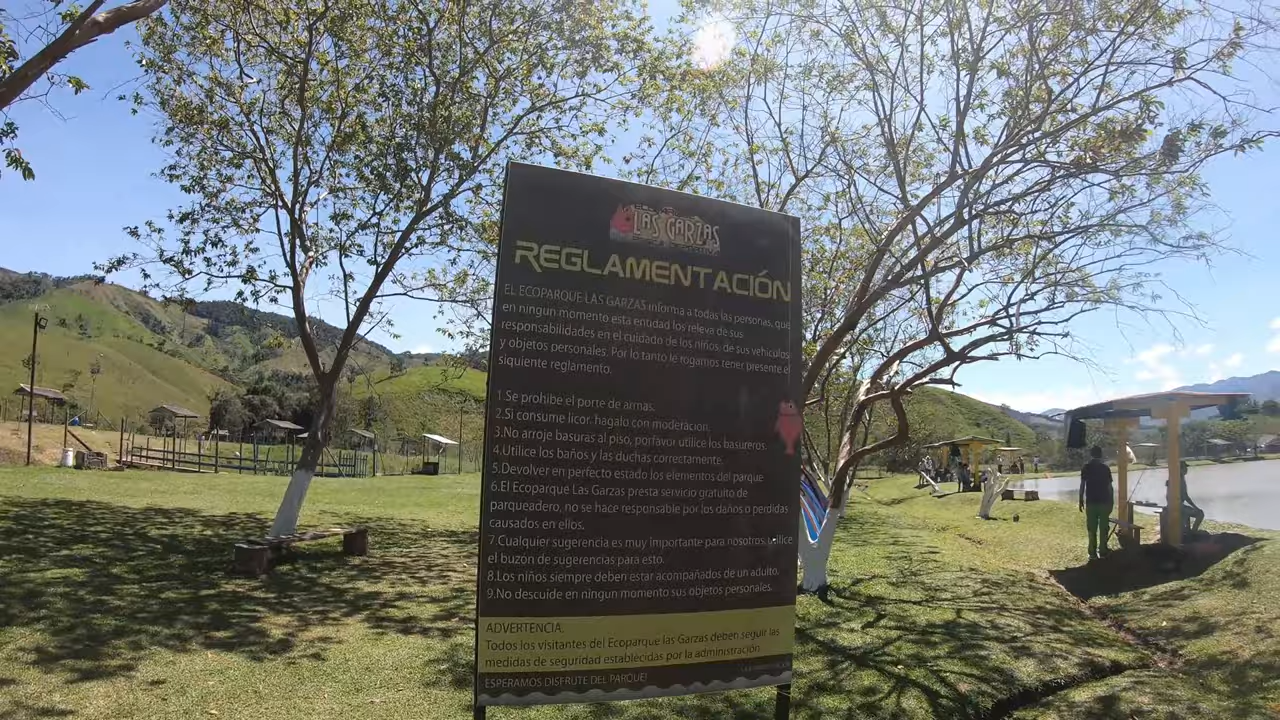 LAS GARZAS
REGLAMENTACIÓN
EL ECOPARQUE LAS GARZAS informa a todas las personas, que
en ningun momento esta entidad los releva de sus
responsabilidades en el cuidado de los niños, de sus vehiculos
y objetos personales. Por lo tanto le rogamos tener presente el
siguiente reglamento.
1.Se prohibe el porte de armas.
2.Si consume licor, hagalo con moderación.
3.No arroje basuras al piso, porfavor utilice los basureros.
4.Utilice los baños y las duchas correctamente.
5.Devolver en perfecto estado los elementos del parque
6.El Ecoparque Las Garzas presta servicio gratuito de
parqueadero, no se hace responsable por los daños o perdidas
causados en ellos.
7.Cualquier sugerencia es muy importante para nosotros, utilice
el buzon de sugerencias para esto.
8.Los niños siempre deben estar acompañados de un adulto.
9.No descuide en ningun momento sus objetos personales.
ADVERTENCIA.
Todos los visitantes del Ecoparque las Garzas deben seguir las
medidas de seguridad establecidas por la administración.
ESPERAMOS DISFRUTE DEL PARQUE!